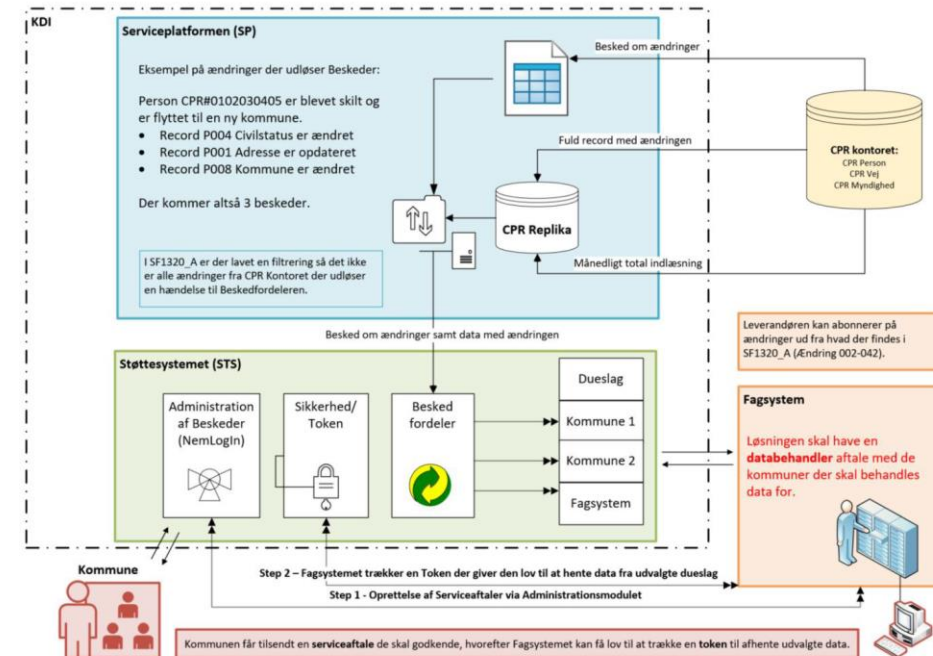 KDI
Serviceplatformen (SP)
Eksempel på ændringer der udløser Beskeder:
Person CPR#0102030405 er blevet skilt og
er flyttet til en ny kommune.
• Record P004 Civilstatus er ændret
• Record P001 Adresse er opdateret
• Record P008 Kommune er ændret
Der kommer altså 3 beskeder.
I SF1320_A er der lavet en filtrering så det ikke
er alle ændringer fra CPR Kontoret der udløser
en hændelse til Beskedfordeleren.
Besked om ændringer
Fuld record med ændringen
CPR Replika
Månedligt total indlæsning
CPR kontoret:
CPR Person
CPR Vej
CPR Myndighed
Besked om ændringer samt data med ændringen
Leverandøren kan abonnerer på
ændringer ud fra hvad der findes i
SF1320_A (Ændring 002-042).
Støttesystemet (STS)
Administration
af Beskeder
(NemLogIn)
Sikkerhed/
Token
Besked
fordeler
Dueslag
Kommune 1
Kommune 2
Fagsystem
Fagsystem
Løsningen skal have en
databehandler aftale med de
kommuner der skal behandles
data for.
Kommune
Step 2 – Fagsystemet trækker en Token der giver den lov til at hente data fra udvalgte dueslag
Step 1 - Oprettelse af Serviceaftaler via Administrationsmodulet
Kommunen får tilsendt en serviceaftale de skal godkende, hvorefter Fagsystemet kan få lov til at trække en token til afhente udvalgte data.